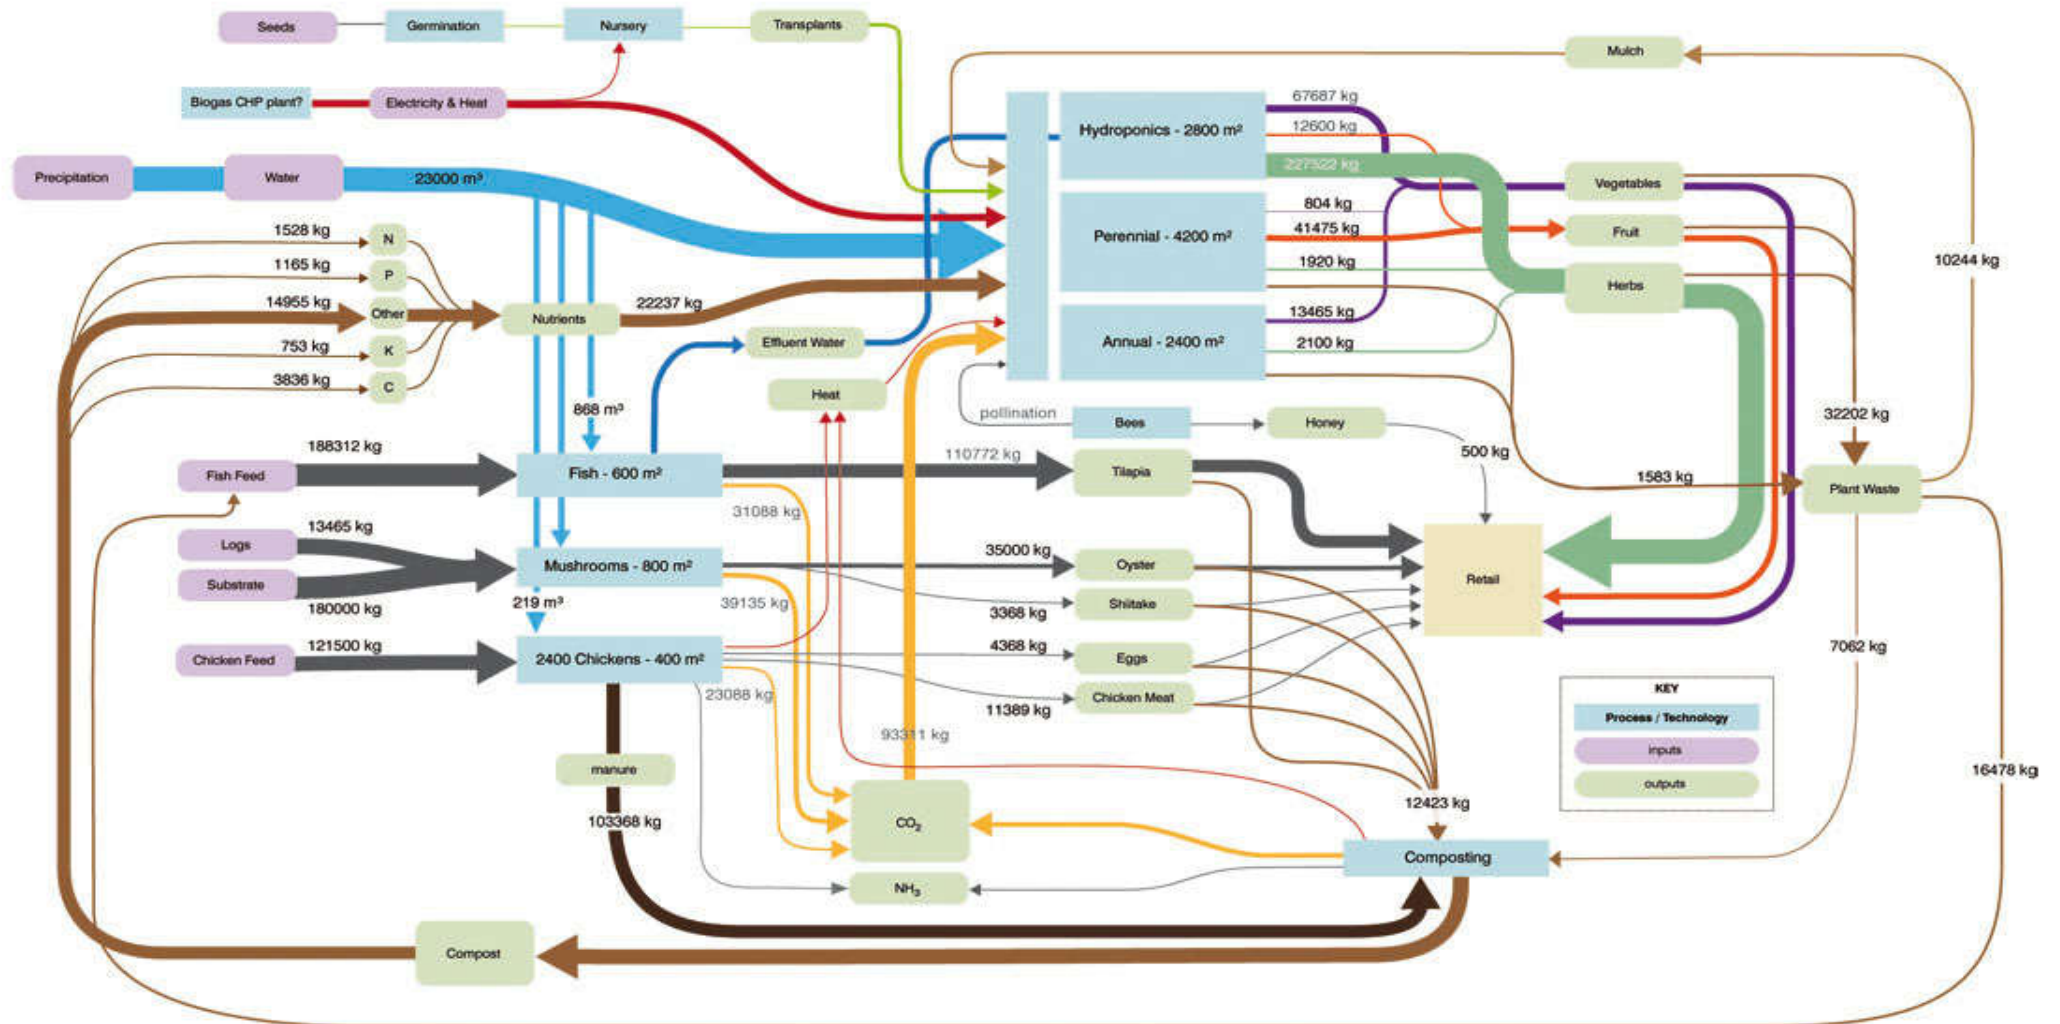 Seeds
Germination
Nursery
Transplants
Mulch
Biogas CHP plant?
Electricity & Heat
67687 kg
12600 kg
Hydroponics - 2800 m²
227522 kg
Precipitation
Water
23000 m³
Vegetables
804 kg
1528 kg
N
Perennial - 4200 m²
41475 kg
Fruit
1165 kg
P
1920 kg
10244 kg
14955 kg
Other
22237 kg
Nutrients
Herbs
13465 kg
753 kg
K
Effluent Water
Annual - 2400 m²
2100 kg
3836 kg
C
Heat
868 m³
pollination
Bees
Honey
32202 kg
188312 kg
500 kg
Fish Feed
Fish - 600 m²
110772 kg
Tilapia
1583 kg
Plant Waste
31088 kg
13465 kg
Logs
35000 kg
Mushrooms - 800 m²
Oyster
Substrate
Retail
180000 kg
219 m³
39135 kg
Shiitake
3368 kg
121500 kg
4368 kg
7062 kg
Chicken Feed
2400 Chickens - 400 m²
Eggs
23088 kg
Chicken Meat
11389 kg
KEY
Process / Technology
inputs
outputs
93311 kg
manure
16478 kg
103368 kg
CO₂
12423 kg
Composting
NH₃
Compost